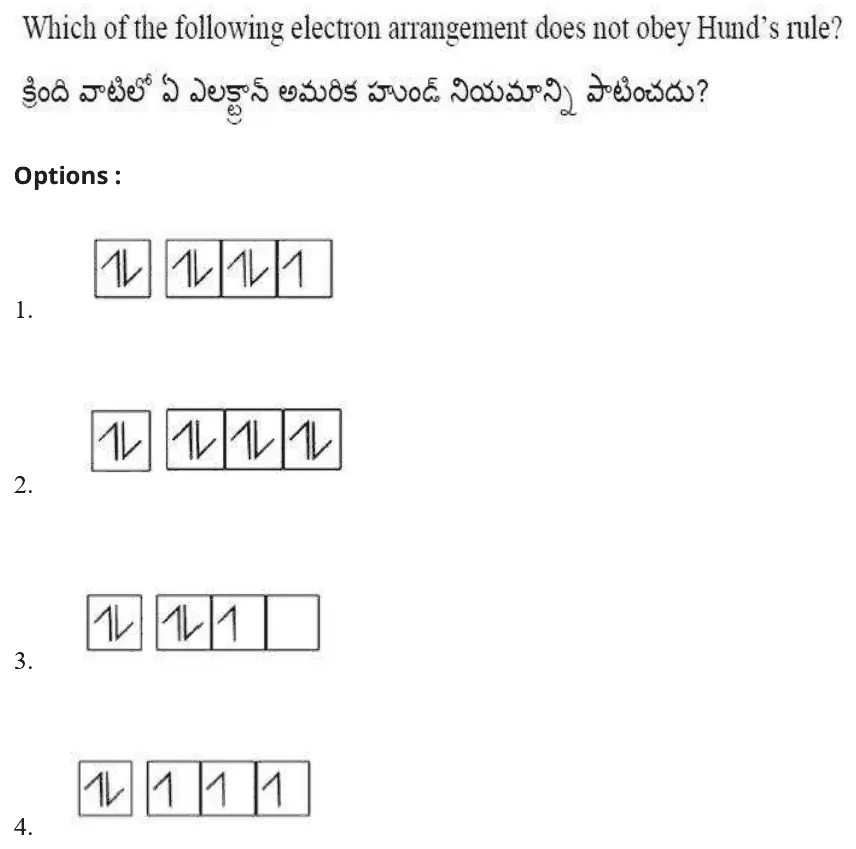 Which of the following electron arrangement does not obey Hund's rule?
క్రింది వాటిలో ఏ ఎలక్ట్రాన్ అమరిక హుండ్ నియమాన్ని పాటించదు?
Options :
1.
2.
3.
4.